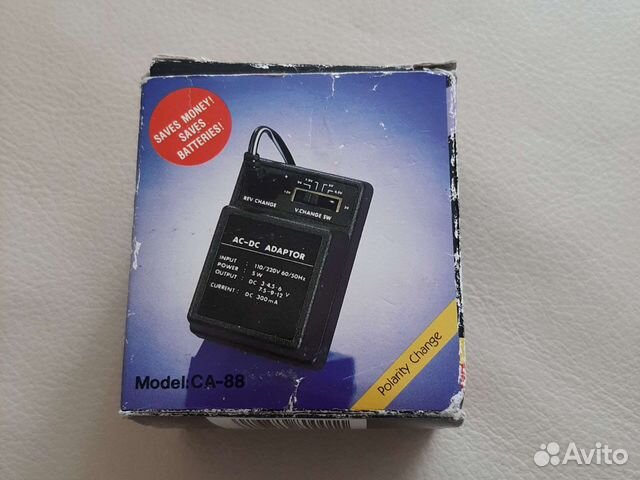 SAVES MONEY!
SAVES
BATTERIES!
REV CHANGE
V.CHANGE SW
AC-DC ADAPTOR
INPUT : 110/220V 60/50Hz
POWER : 5W
OUTPUT : DC 3·4.5·6
7.5-9-12 V
CURRENT : DC 300mA
Model:CA-88
Polarity Change
Avito